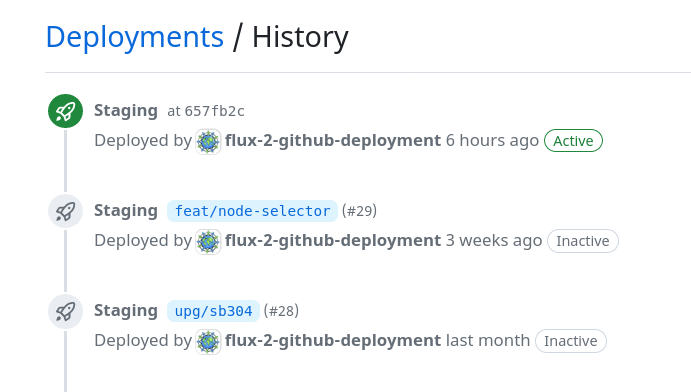 Deployments / History
Staging at 657fb2c
Deployed by flux-2-github-deployment 6 hours ago Active
Staging feat/node-selector (#29)
Deployed by flux-2-github-deployment 3 weeks ago Inactive
Staging upg/sb304 (#28)
Deployed by flux-2-github-deployment last month Inactive